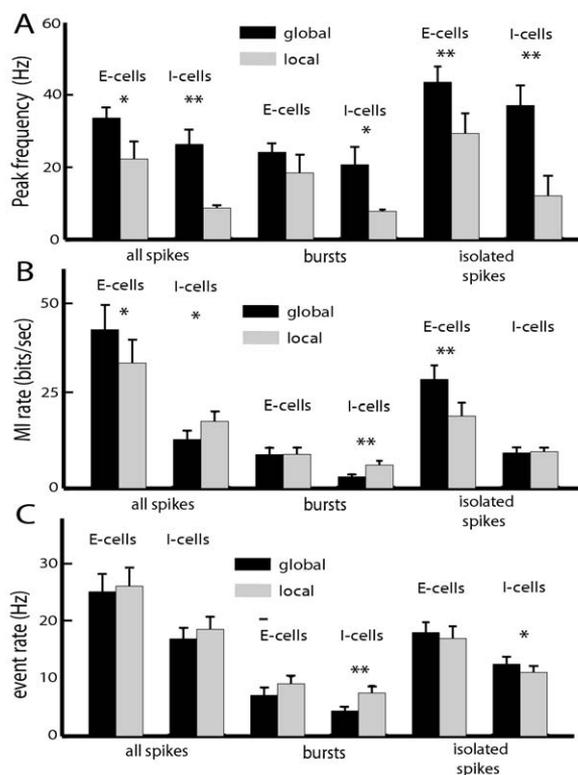 A
Peak frequency (Hz)
60
40
20
0
global
local
E-cells
*
I-cells
**
E-cells
I-cells
*
E-cells
**
I-cells
**
all spikes
bursts
isolated
spikes
B
MI rate (bits/sec)
50
25
0
global
local
E-cells
*
I-cells
*
E-cells
I-cells
**
E-cells
**
I-cells
all spikes
bursts
isolated
spikes
C
event rate (Hz)
30
20
10
0
global
local
E-cells
I-cells
E-cells
I-cells
**
E-cells
I-cells
*
all spikes
bursts
isolated
spikes